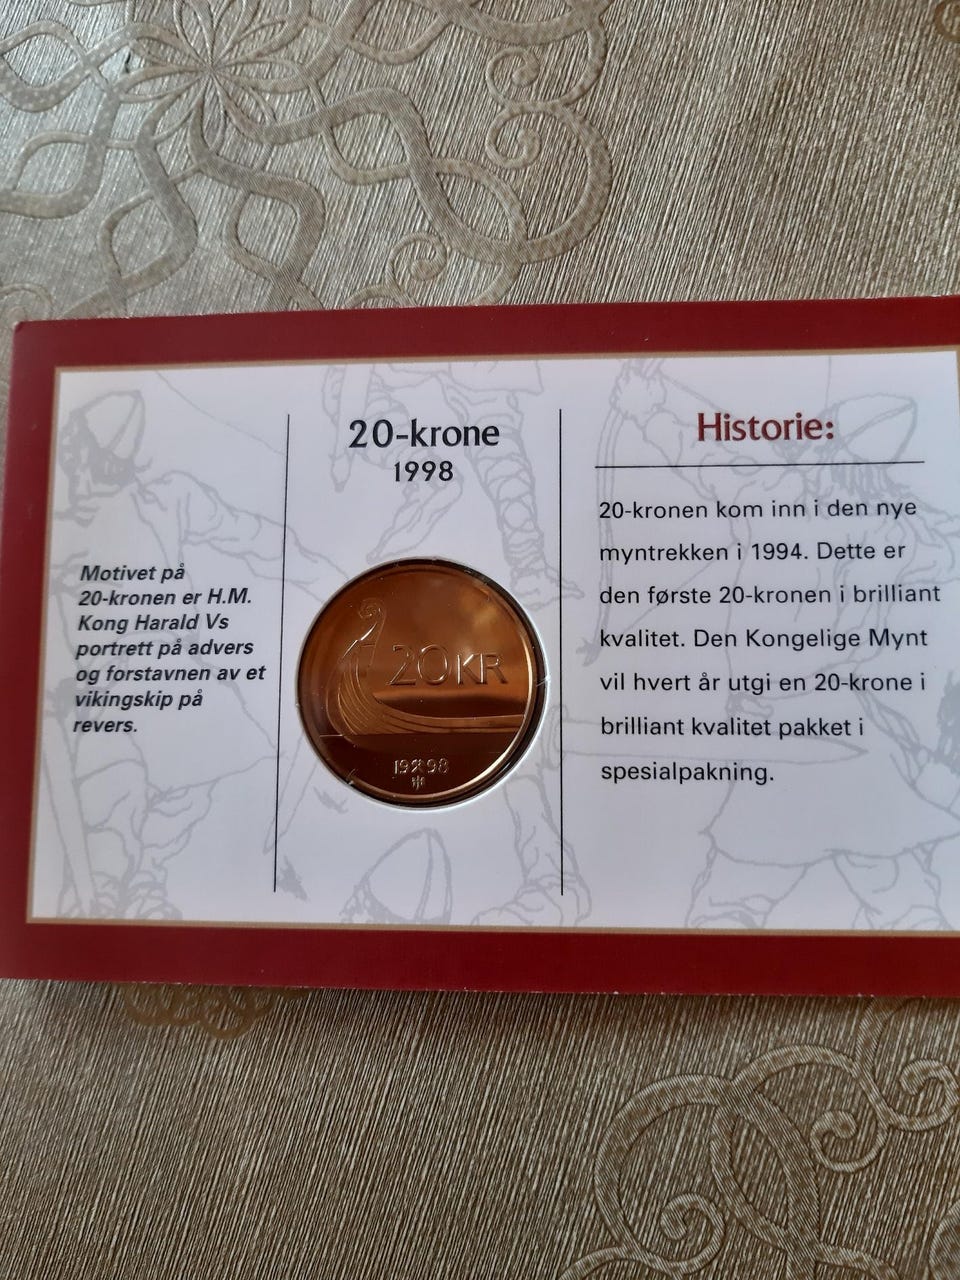 20-krone
1998
Motivet på
20-kronen er H.M.
Kong Harald Vs
portrett på advers
og forstavnen av et
vikingskip på
revers.
20KR
19 98
Historie:
20-kronen kom inn i den nye
myntrekken i 1994. Dette er
den første 20-kronen i brilliant
kvalitet. Den Kongelige Mynt
vil hvert år utgi en 20-krone i
brilliant kvalitet pakket i
spesialpakning.